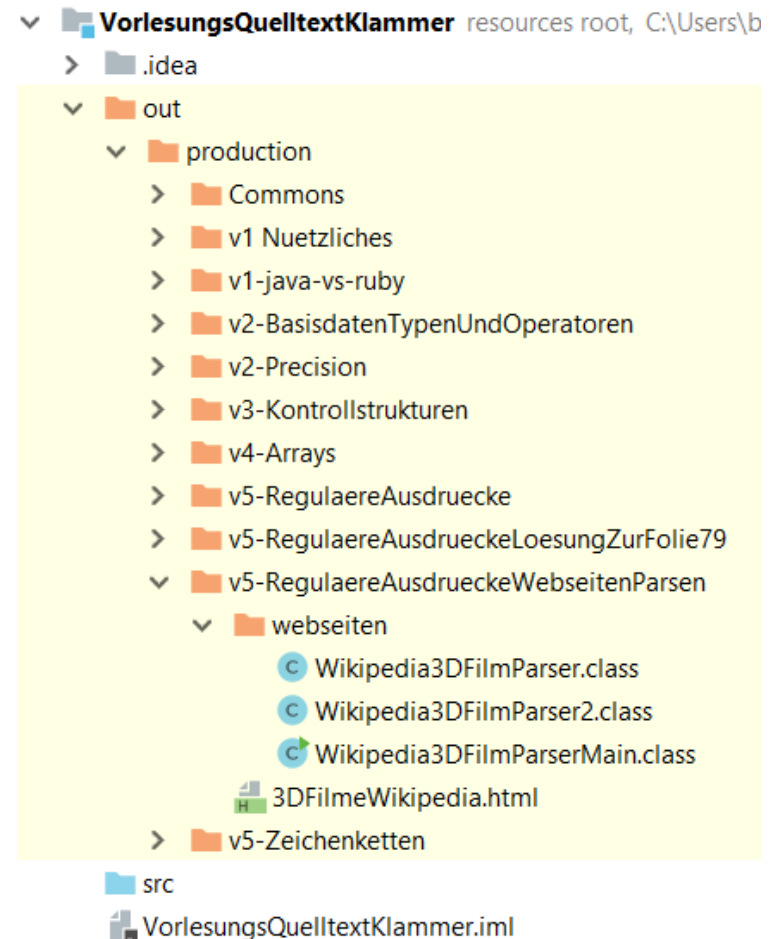 VorlesungsQuelltextKlammer resources root, C:\Users\b
.idea
out
production
Commons
v1 Nuetzliches
v1-java-vs-ruby
v2-BasisdatenTypenUndOperatoren
v2-Precision
v3-Kontrollstrukturen
v4-Arrays
v5-RegulaereAusdruecke
v5-RegulaereAusdrueckeLoesungZurFolie79
v5-RegulaereAusdrueckeWebseitenParsen
webseiten
C Wikipedia3DFilmParser.class
C Wikipedia3DFilmParser2.class
C Wikipedia3DFilmParserMain.class
H 3DFilmeWikipedia.html
v5-Zeichenketten
src
VorlesungsQuelltextKlammer.iml